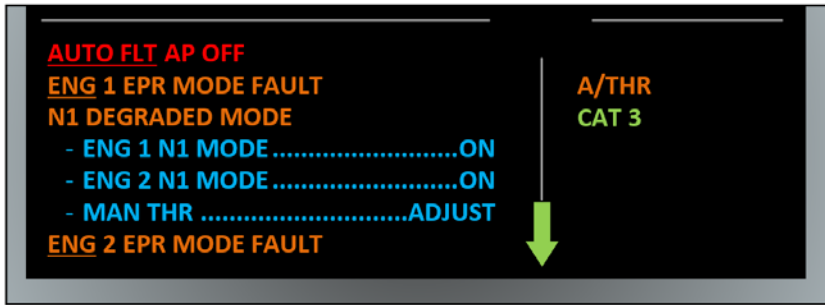 AUTO FLT AP OFF
ENG 1 EPR MODE FAULT A/THR
N1 DEGRADED MODE CAT 3
- ENG 1 N1 MODE..........................ON
- ENG 2 N1 MODE..........................ON
- MAN THR .............................ADJUST
ENG 2 EPR MODE FAULT